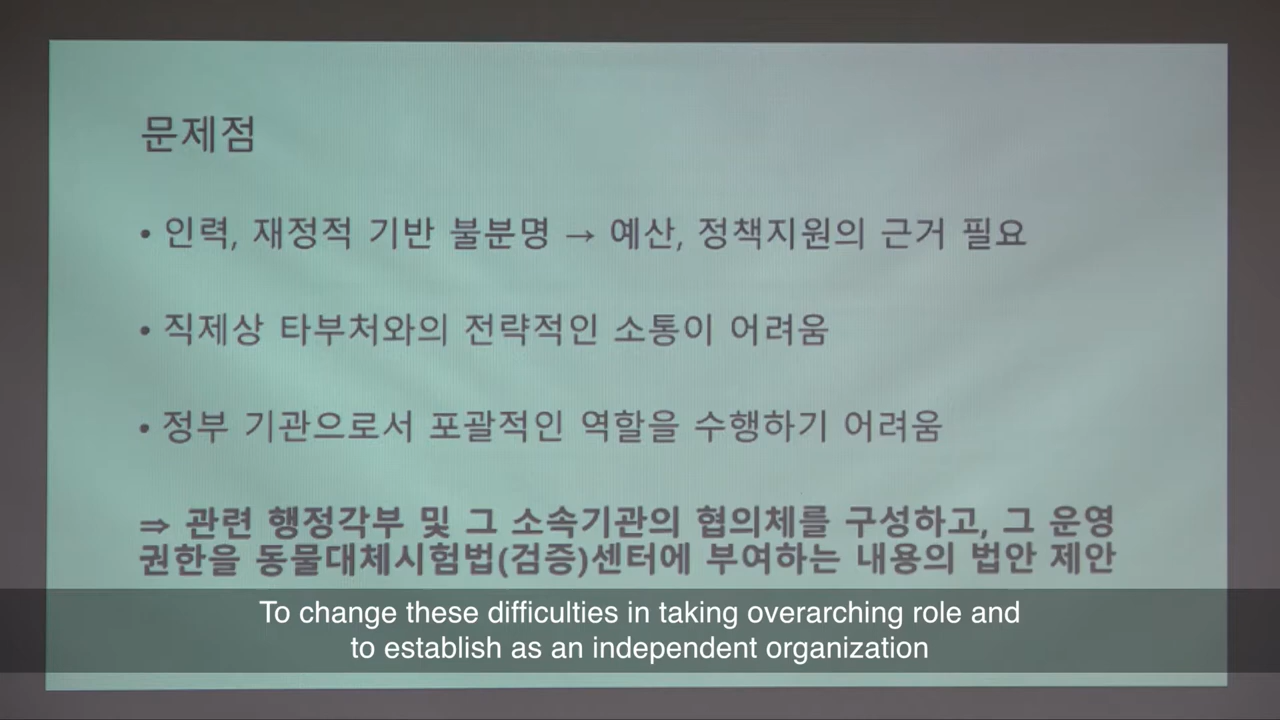 문제점
• 인력, 재정적 기반 불분명 → 예산, 정책지원의 근거 필요
• 직제상 타부처와의 전략적인 소통이 어려움
• 정부 기관으로서 포괄적인 역할을 수행하기 어려움
⇒ 관련 행정각부 및 그 소속기관의 협의체를 구성하고, 그 운영
권한을 동물대체시험법(검증)센터에 부여하는 내용의 법안 제안
To change these difficulties in taking overarching role and
to establish as an independent organization